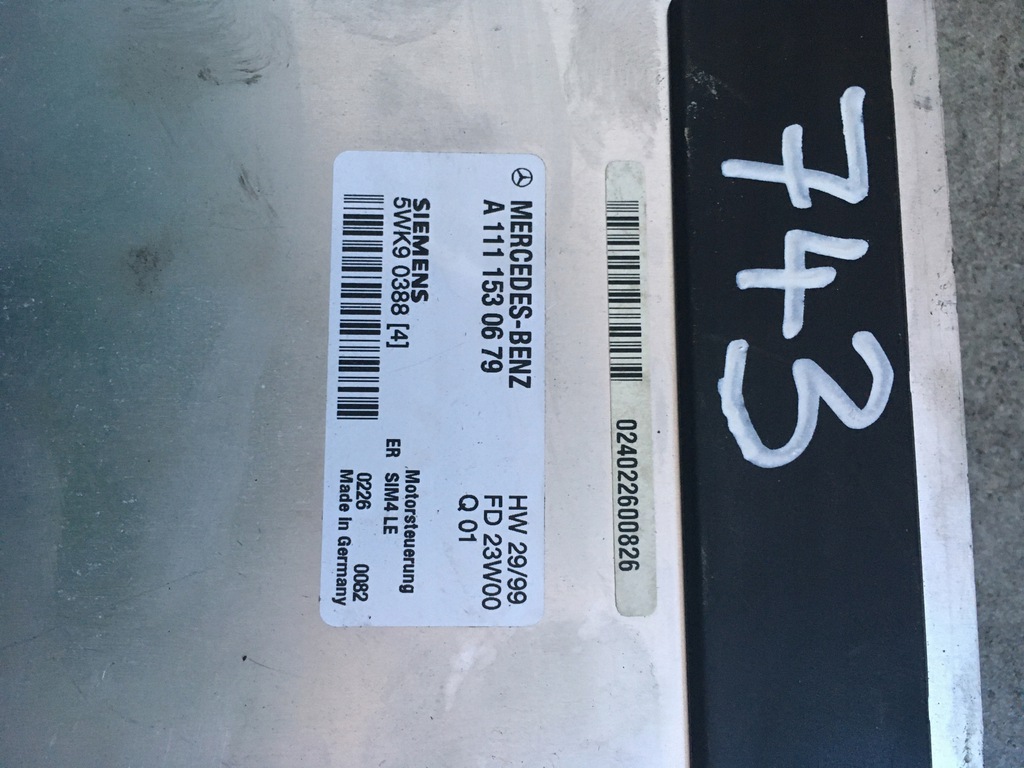 743
024022600826
MERCEDES-BENZ
A 111 153 06 79
HW 29/99
FD 23W00
Q 01
SIEMENS
5WK9 0388 [4]
Motorsteuerung
ER SIM4 LE
0226 0082
Made in Germany